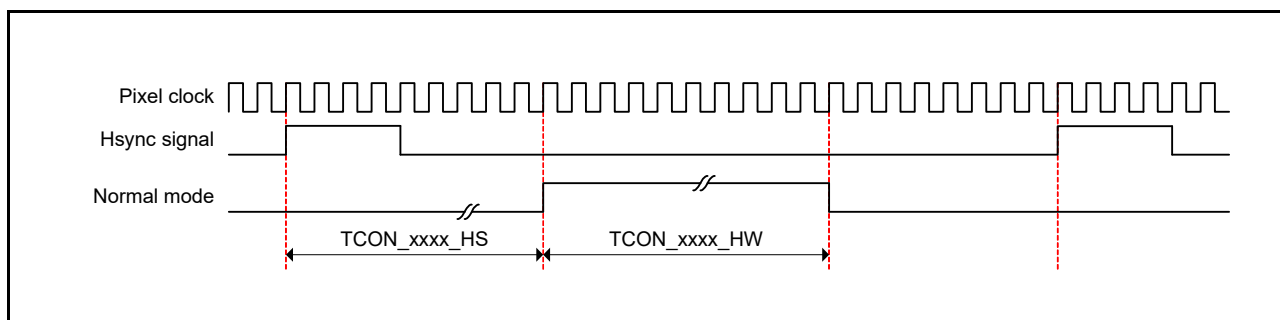 Pixel clock
Hsync signal
Normal mode
TCON_xxxx_HS
TCON_xxxx_HW